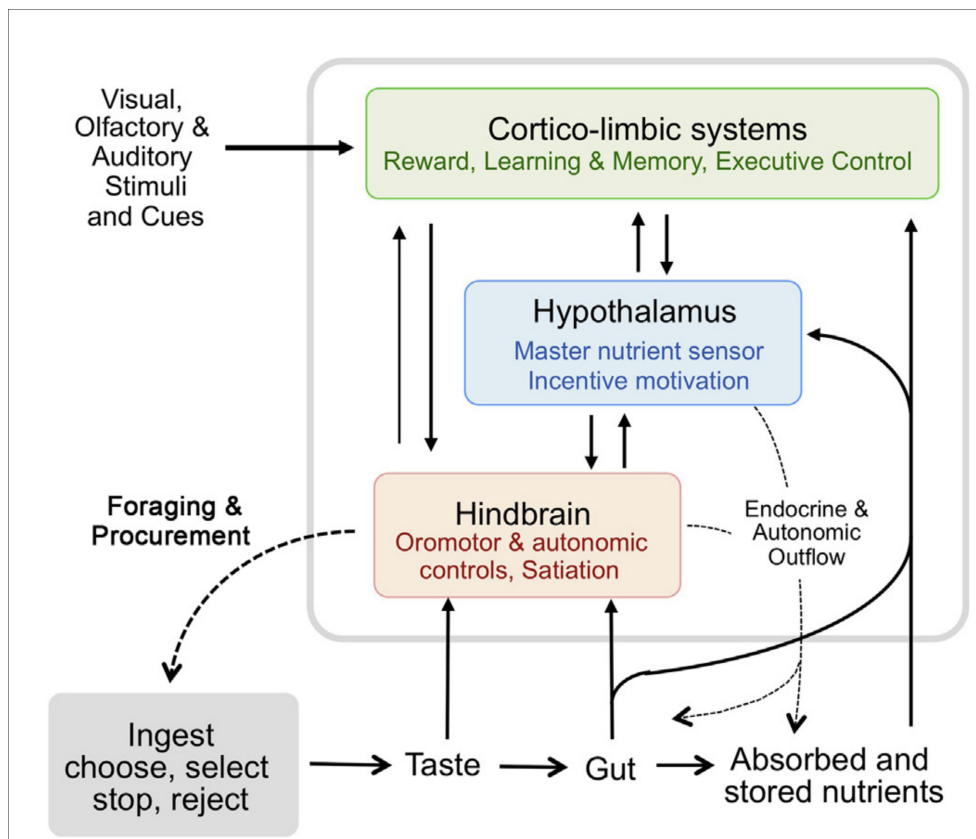 Visual,
Olfactory &
Auditory
Stimuli
and Cues
Cortico-limbic systems
Reward, Learning & Memory, Executive Control
Hypothalamus
Master nutrient sensor
Incentive motivation
Foraging &
Procurement
Hindbrain
Oromotor & autonomic
controls, Satiation
Endocrine &
Autonomic
Outflow
Ingest
choose, select
stop, reject
Taste
Gut
Absorbed and
stored nutrients